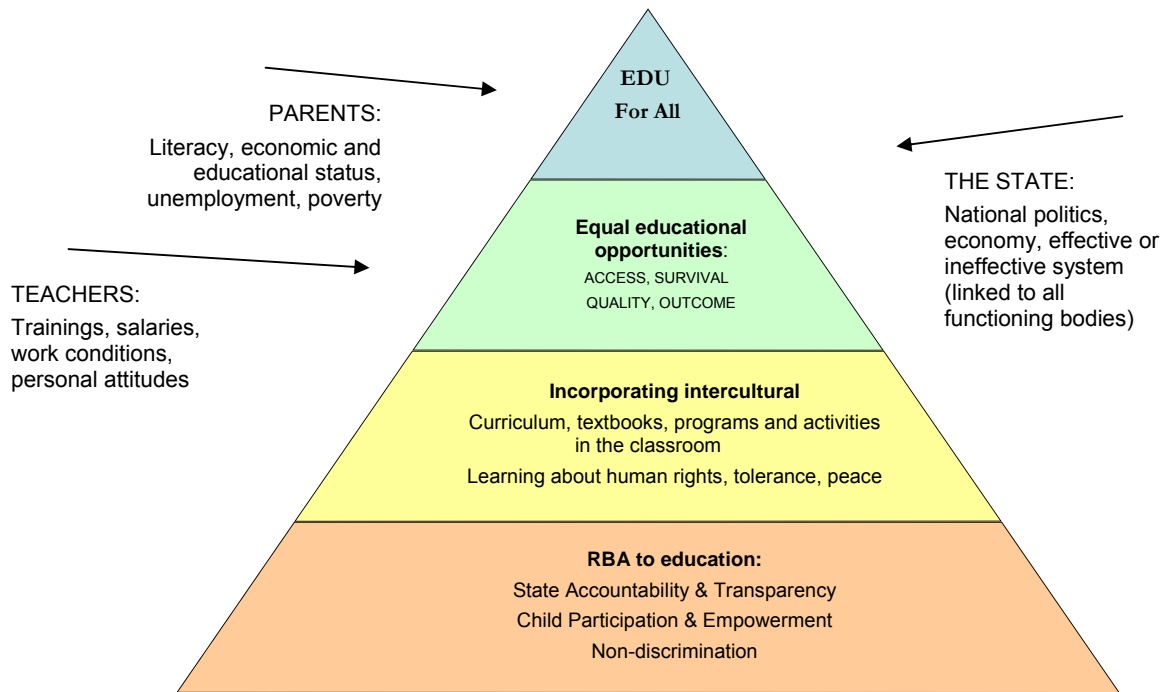 EDU
For All
PARENTS:
Literacy, economic and
educational status,
unemployment, poverty
THE STATE:
National politics,
economy, effective or
ineffective system
(linked to all
functioning bodies)
Equal educational
opportunities:
ACCESS, SURVIVAL
QUALITY, OUTCOME
TEACHERS:
Trainings, salaries,
work conditions,
personal attitudes
Incorporating intercultural
Curriculum, textbooks, programs and activities
in the classroom
Learning about human rights, tolerance, peace
RBA to education:
State Accountability & Transparency
Child Participation & Empowerment
Non-discrimination